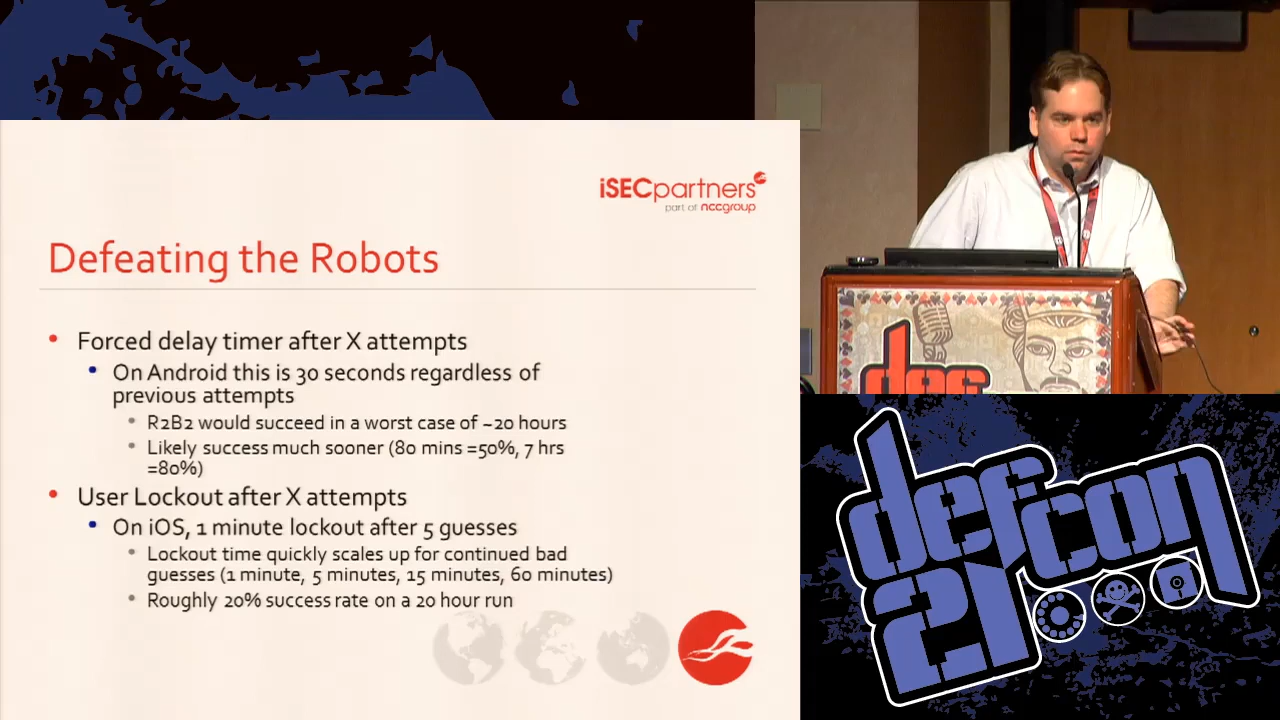 iSECpartners
part of nccgroup
Defeating the Robots
• Forced delay timer after X attempts
• On Android this is 30 seconds regardless of
previous attempts
• R2B2 would succeed in a worst case of ~20 hours
• Likely success much sooner (80 mins =50%, 7 hrs
=80%)
• User Lockout after X attempts
• On iOS, 1 minute lockout after 5 guesses
• Lockout time quickly scales up for continued bad
guesses (1 minute, 5 minutes, 15 minutes, 60 minutes)
• Roughly 20% success rate on a 20 hour run
def
defcon
21